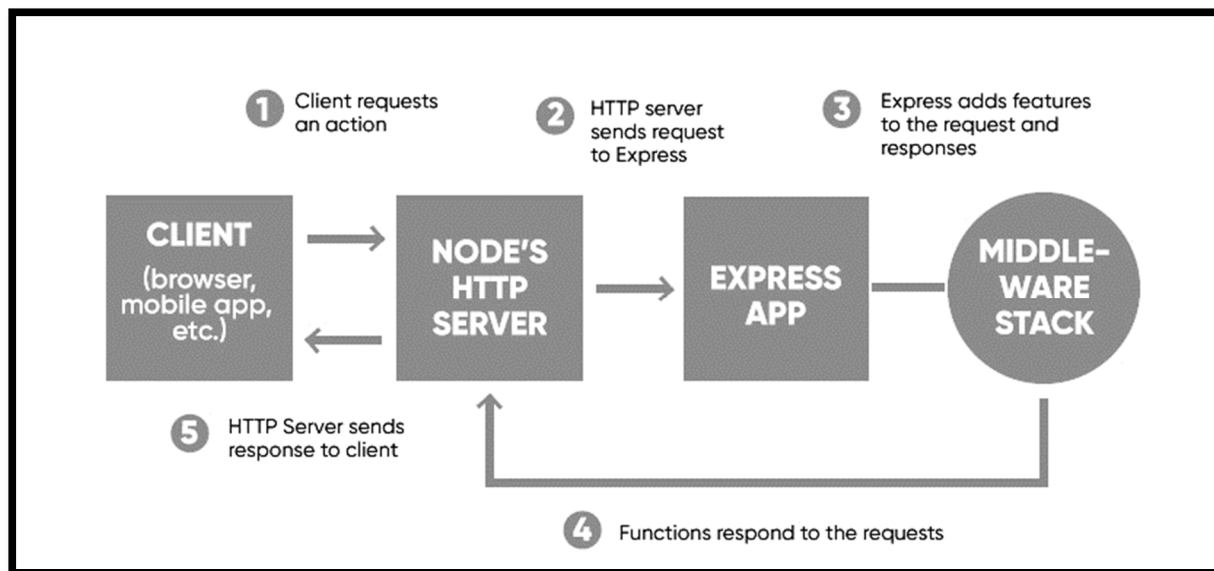 1
Client requests
an action
2
HTTP server
sends request
to Express
3
Express adds features
to the request and
responses
CLIENT
(browser,
mobile app,
etc.)
NODE'S
HTTP
SERVER
EXPRESS
APP
MIDDLE-
WARE
STACK
5
HTTP Server sends
response to client
4
Functions respond to the requests